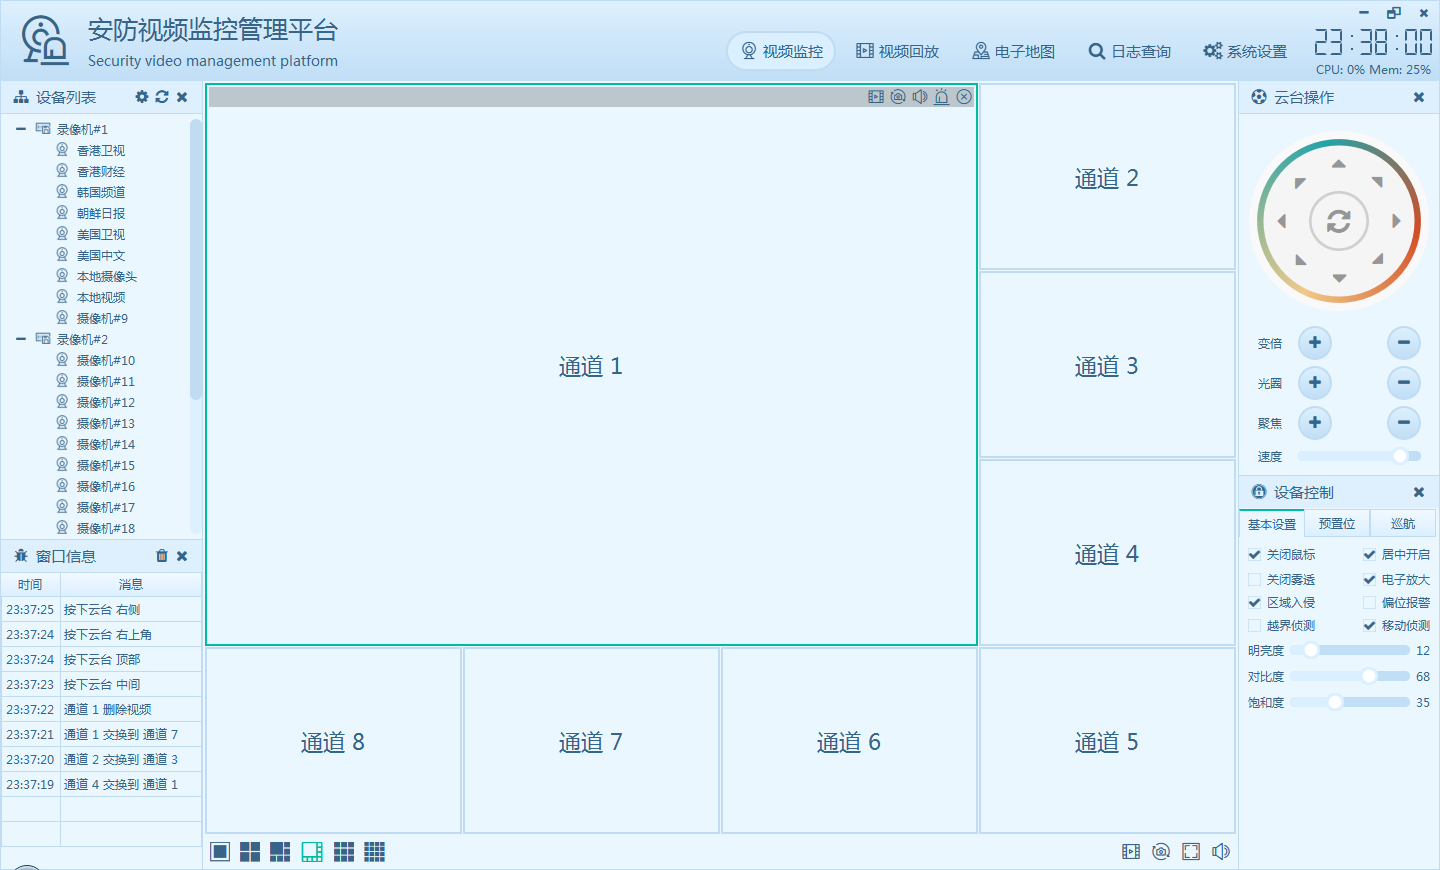 安防视频监控管理平台
Security video management platform
视频监控
视频回放
电子地图
日志查询
系统设置
23:38:00
CPU: 0% Mem: 25%
设备列表
录像机#1
香港卫视
香港财经
韩国频道
朝鲜日报
美国卫视
美国中文
本地摄像头
本地视频
摄像机#9
录像机#2
摄像机#10
摄像机#11
摄像机#12
摄像机#13
摄像机#14
摄像机#15
摄像机#16
摄像机#17
摄像机#18
窗口信息
时间 消息
23:37:25 按下云台 右侧
23:37:24 按下云台 右上角
23:37:24 按下云台 顶部
23:37:23 按下云台 中间
23:37:22 通道 1 删除视频
23:37:21 通道 1 交换到 通道 7
23:37:20 通道 2 交换到 通道 3
23:37:19 通道 4 交换到 通道 1
通道 1
通道 2
通道 3
通道 4
通道 8
通道 7
通道 6
通道 5
云台操作
变倍
光圈
聚焦
速度
设备控制
基本设置 预置位 巡航
关闭鼠标 居中开启
关闭雾透 电子放大
区域入侵 偏位报警
越界侦测 移动侦测
明亮度 12
对比度 68
饱和度 35